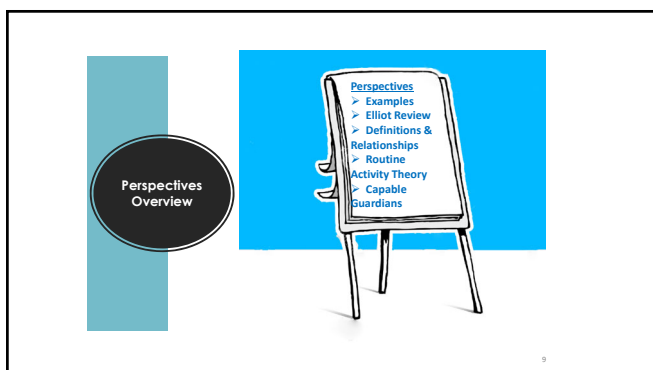 Perspectives
Overview
Perspectives
➢ Examples
➢ Elliot Review
➢ Definitions &
Relationships
➢ Routine
Activity Theory
➢ Capable
Guardians
9